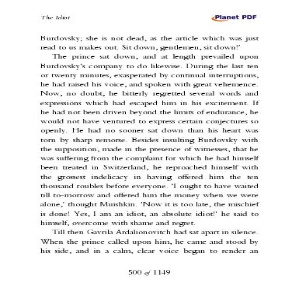 The Idiot
Planet PDF
Burdovsky; she is not dead, as the article which was just
read to us makes out. Sit down, gentlemen, sit down!'
The prince sat down, and at length prevailed upon
Burdovsky's company to do likewise. During the last ten
or twenty minutes, exasperated by continual interruptions,
he had raised his voice, and spoken with great vehemence.
Now, no doubt, he bitterly regretted several words and
expressions which had escaped him in his excitement. If
he had not been driven beyond the limits of endurance, he
would not have ventured to express certain conjectures so
openly. He had no sooner sat down than his heart was
torn by sharp remorse. Besides insulting Burdovsky with
the supposition, made in the presence of witnesses, that he
was suffering from the complaint for which he had himself
been treated in Switzerland, he reproached himself with
the grossest indelicacy in having offered him the ten
thousand roubles before everyone. 'I ought to have waited
till to-morrow and offered him the money when we were
alone,' thought Muishkin. 'Now it is too late, the mischief
is done! Yes, I am an idiot, an absolute idiot!' he said to
himself, overcome with shame and regret.
Till then Gavrila Ardalionovitch had sat apart in silence.
When the prince called upon him, he came and stood by
his side, and in a calm, clear voice began to render an
500 of 1149